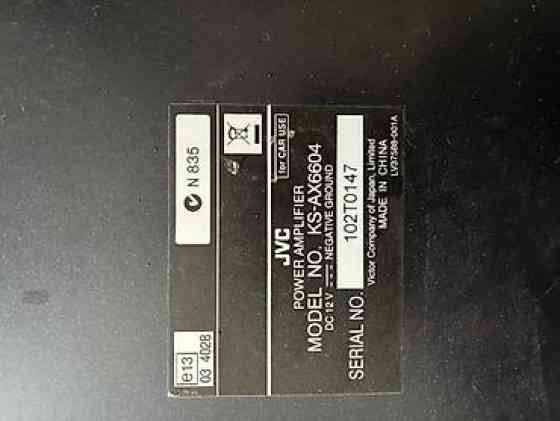 e13
03 4028
N 835
for CAR USE
JVC
POWER AMPLIFIER
MODEL NO. KS-AX6604
DC 12 V NEGATIVE GROUND
SERIAL NO. 102T0147
Victor Company of Japan, Limited
MADE IN CHINA
LV37588-001A